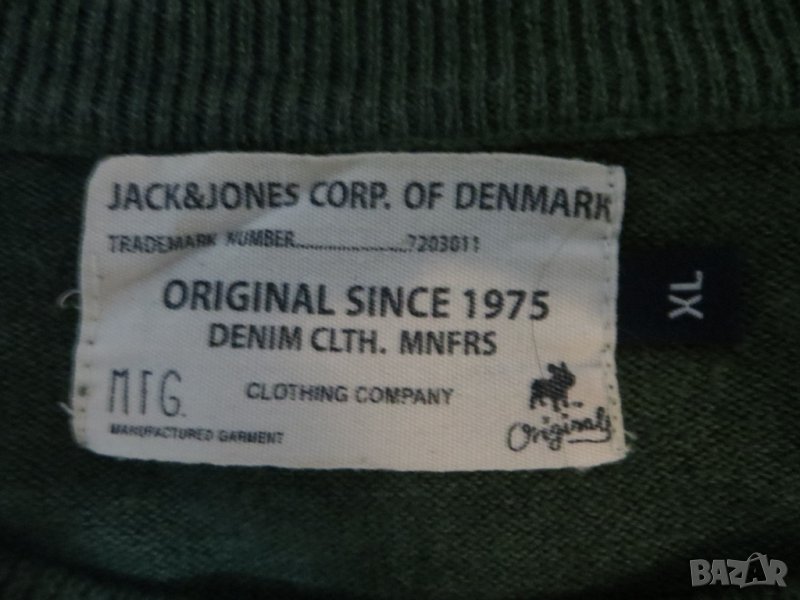 JACK&JONES CORP. OF DENMARK
TRADEMARK NUMBER......................7203011
ORIGINAL SINCE 1975
DENIM CLTH. MNFRS
MFG. CLOTHING COMPANY
MANUFACTURED GARMENT
Originals
XL
BAZAR